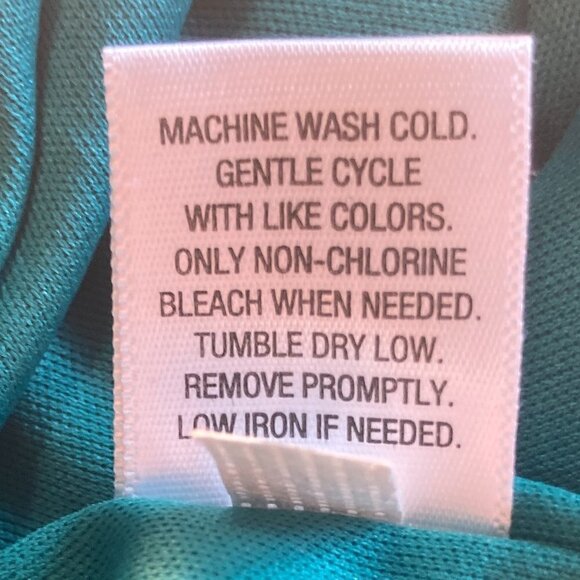 MACHINE WASH COLD.
GENTLE CYCLE
WITH LIKE COLORS.
ONLY NON-CHLORINE
BLEACH WHEN NEEDED.
TUMBLE DRY LOW.
REMOVE PROMPTLY.
LOW IRON IF NEEDED.